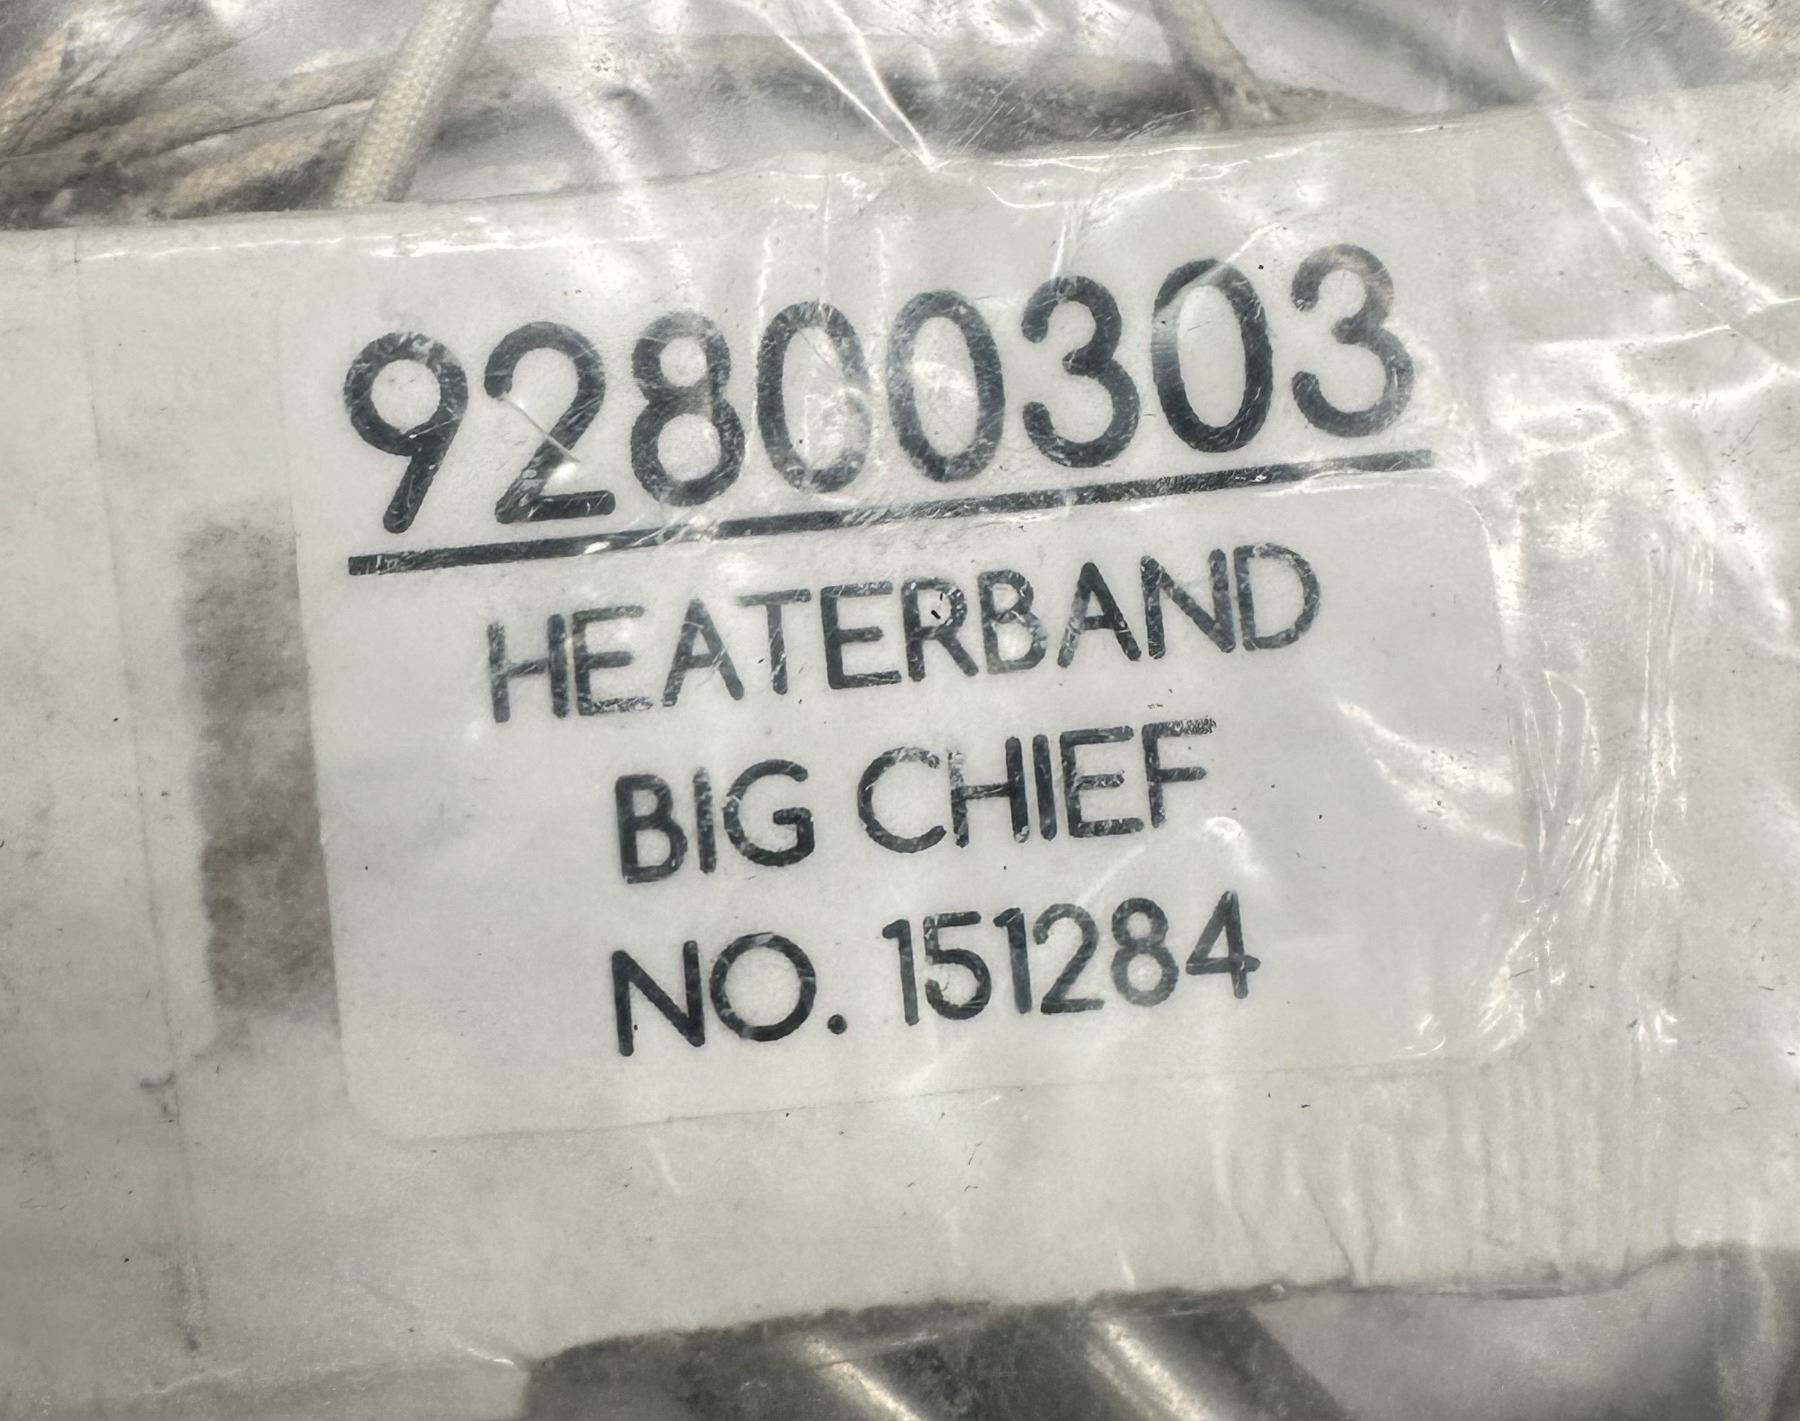 92800303
HEATERBAND
BIG CHIEF
NO. 151284